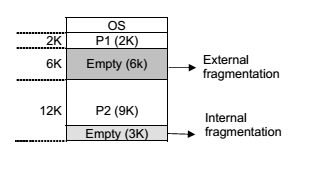 OS
2K P1 (2K)
6K Empty (6k) External
fragmentation
12K P2 (9K) Internal
Empty (3K) fragmentation